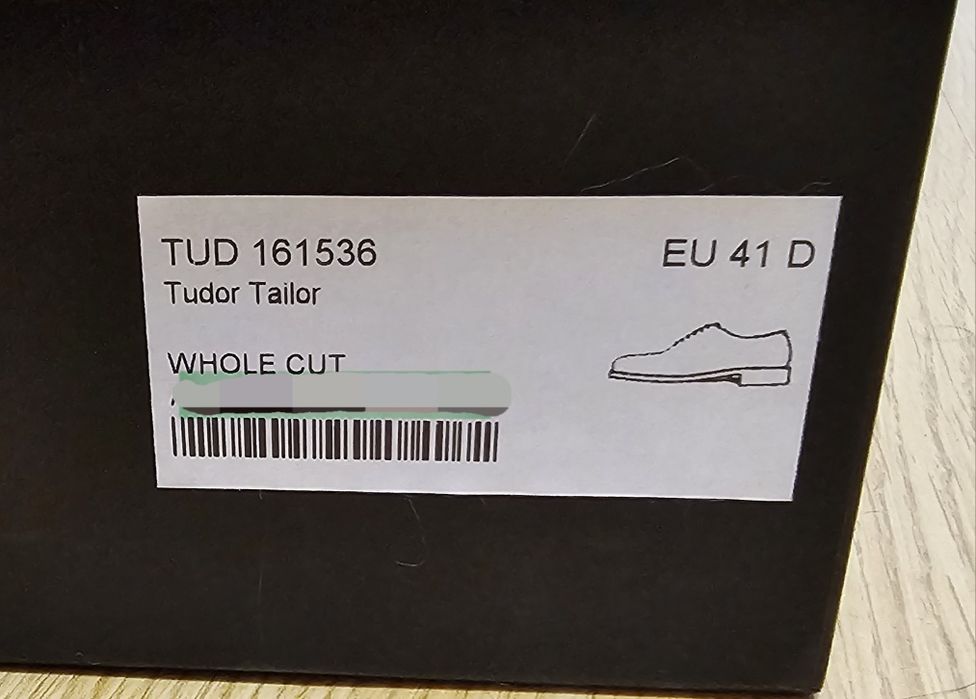 TUD 161536 EU 41 D
Tudor Tailor
WHOLE CUT